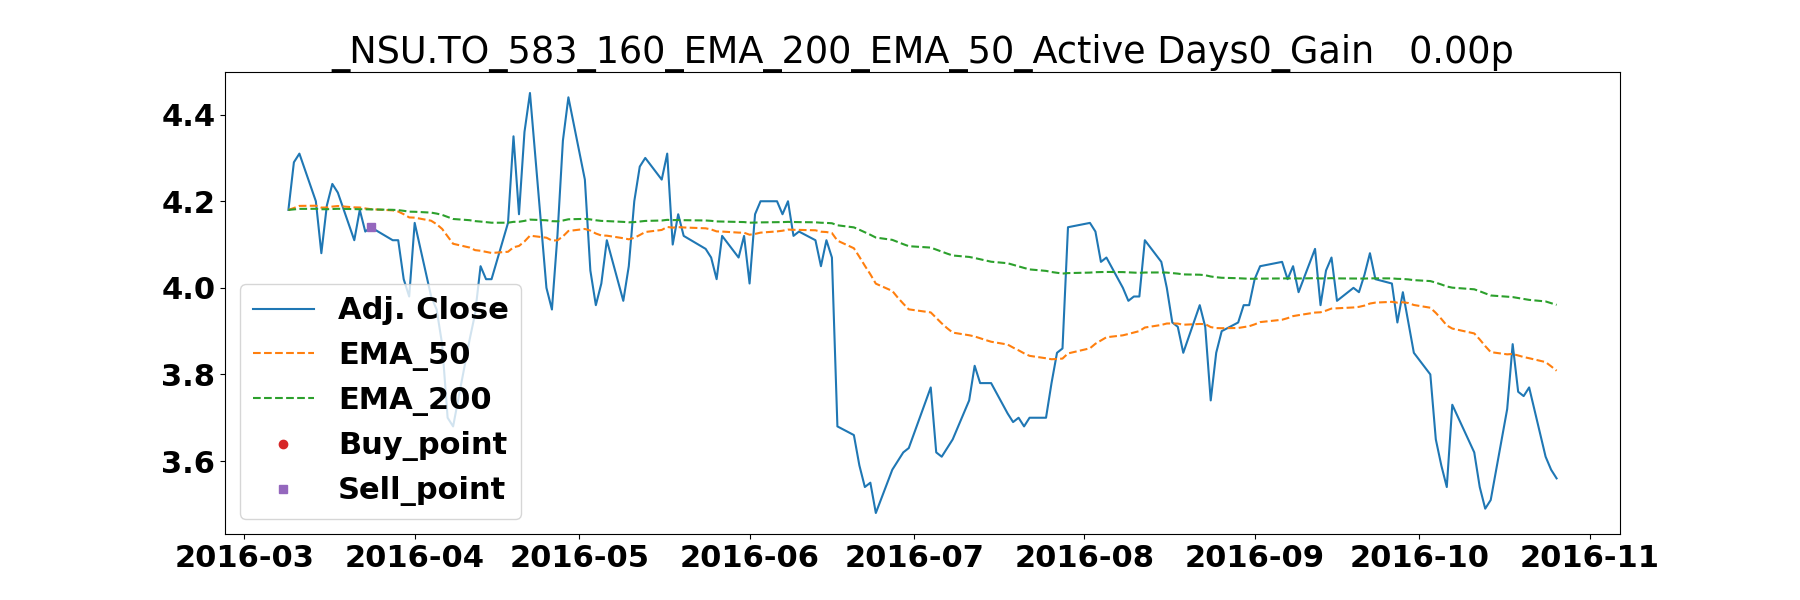 _NSU.TO_583_160_EMA_200_EMA_50_Active Days0_Gain   0.00p
4.4
4.2
4.0
3.8
3.6
Adj. Close
EMA_50
EMA_200
Buy_point
Sell_point
2016-03 2016-04 2016-05 2016-06 2016-07 2016-08 2016-09 2016-10 2016-11